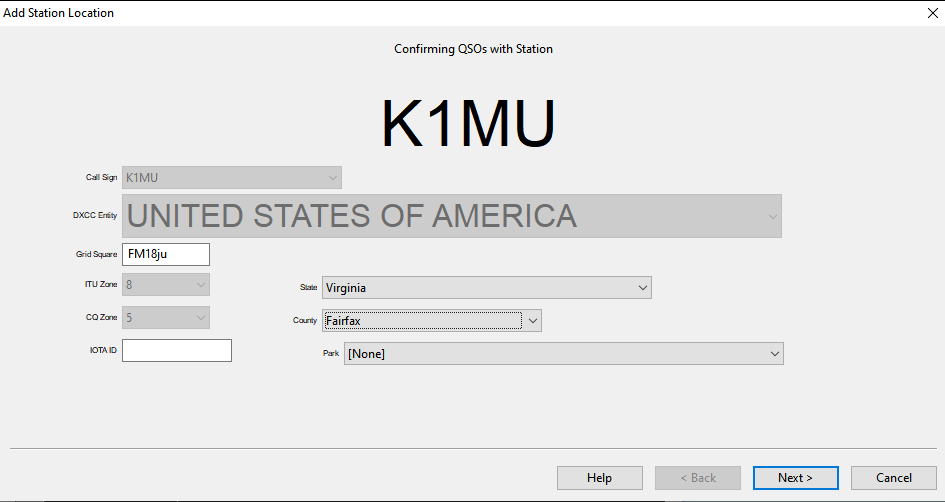 Add Station Location
Confirming QSOs with Station
K1MU
Call Sign K1MU
DXCC Entity UNITED STATES OF AMERICA
Grid Square FM18ju
ITU Zone 8 State Virginia
CQ Zone 5 County Fairfax
IOTA ID Park [None]
Help < Back Next > Cancel